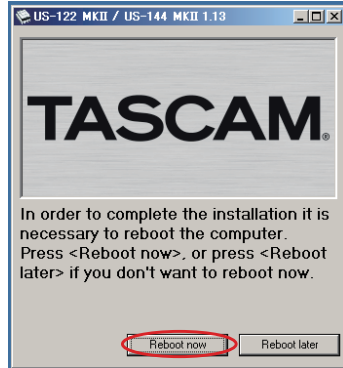 US-122 MKII / US-144 MKII 1.13
TASCAM®
In order to complete the installation it is
necessary to reboot the computer.
Press <Reboot now>, or press <Reboot
later> if you don't want to reboot now.
Reboot now
Reboot later